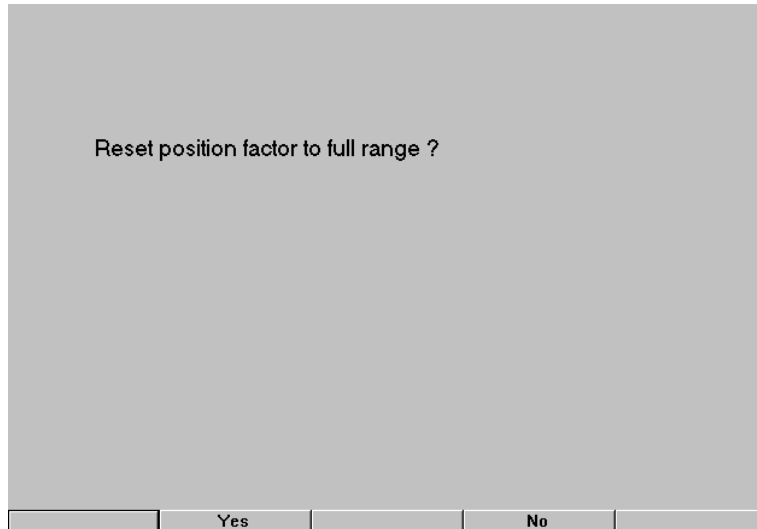 Reset position factor to full range ?
Yes No